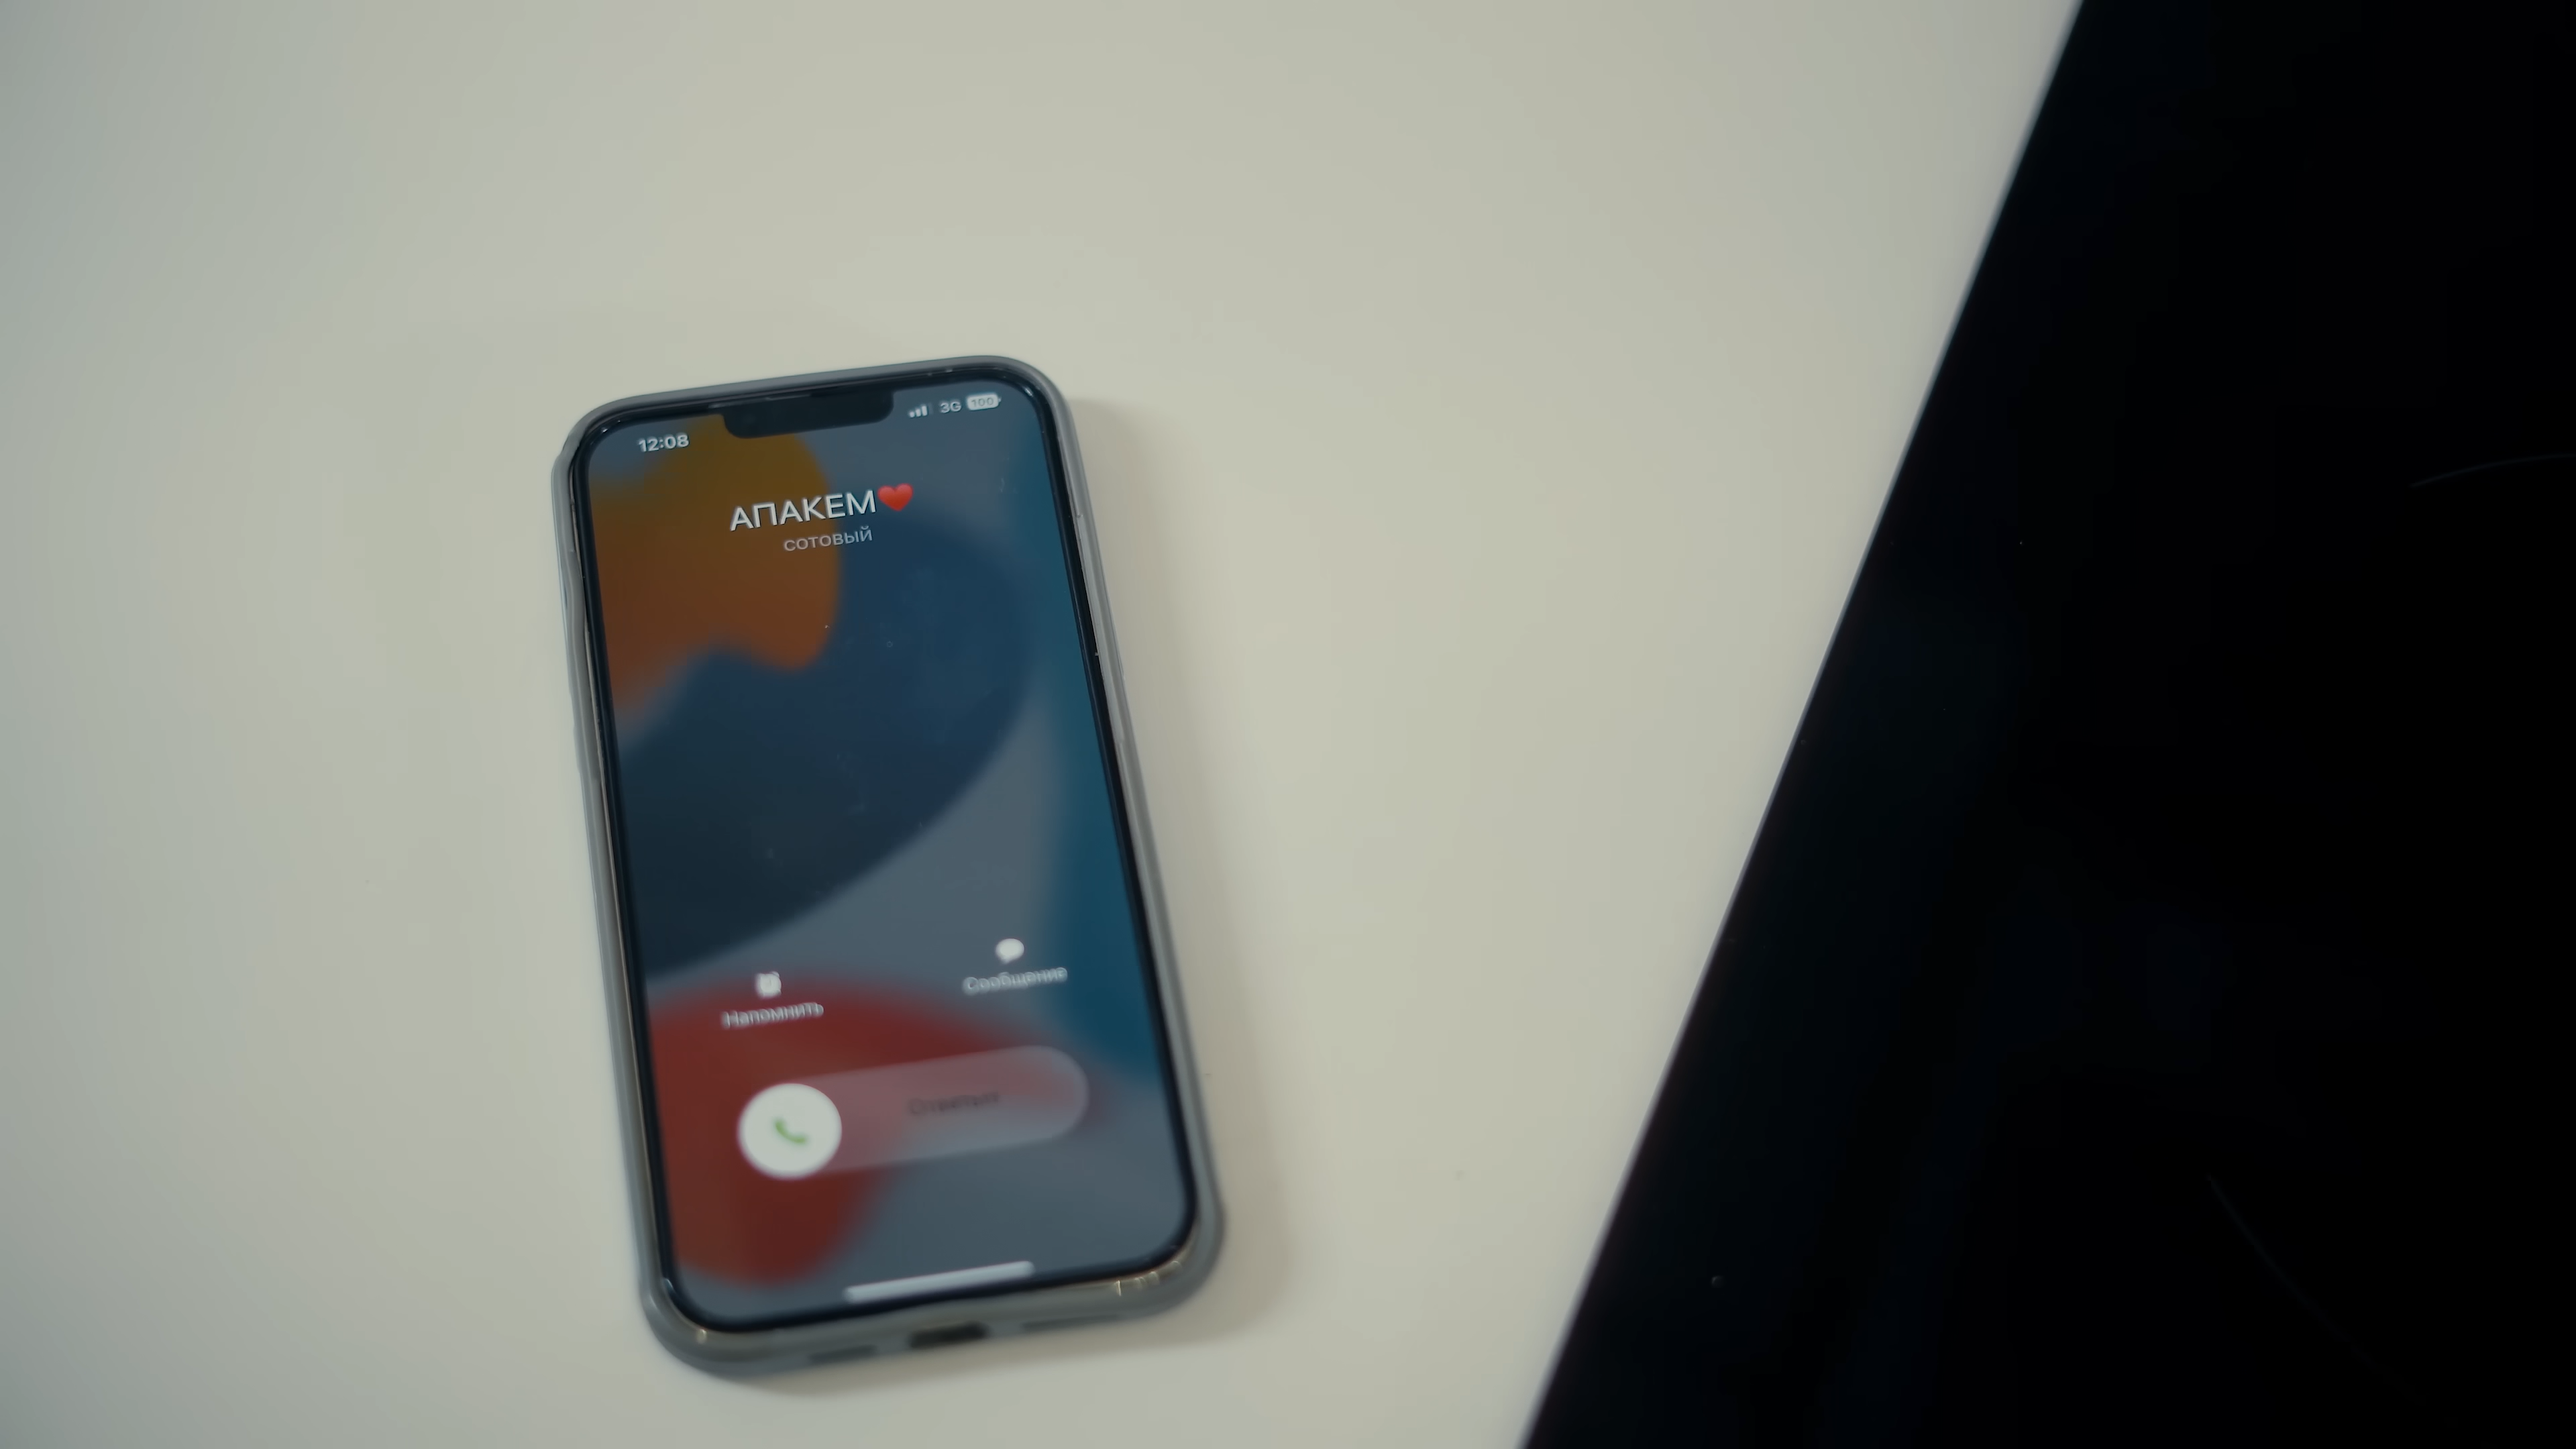 12:08
3G 100
АПАКЕМ❤️
сотовый
Сообщение
Напомнить